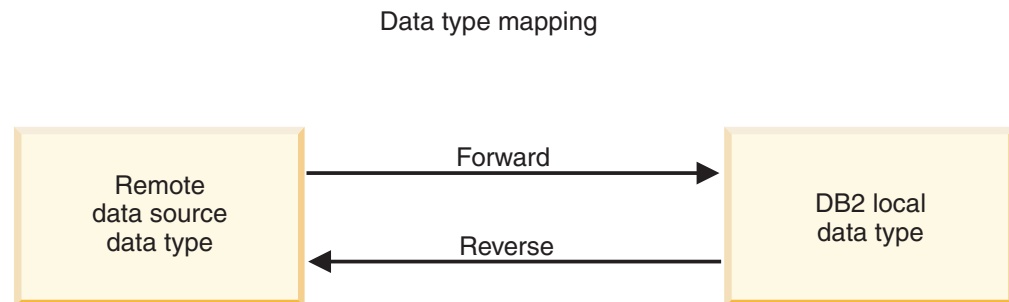 Data type mapping
Remote
data source
data type
Forward
Reverse
DB2 local
data type